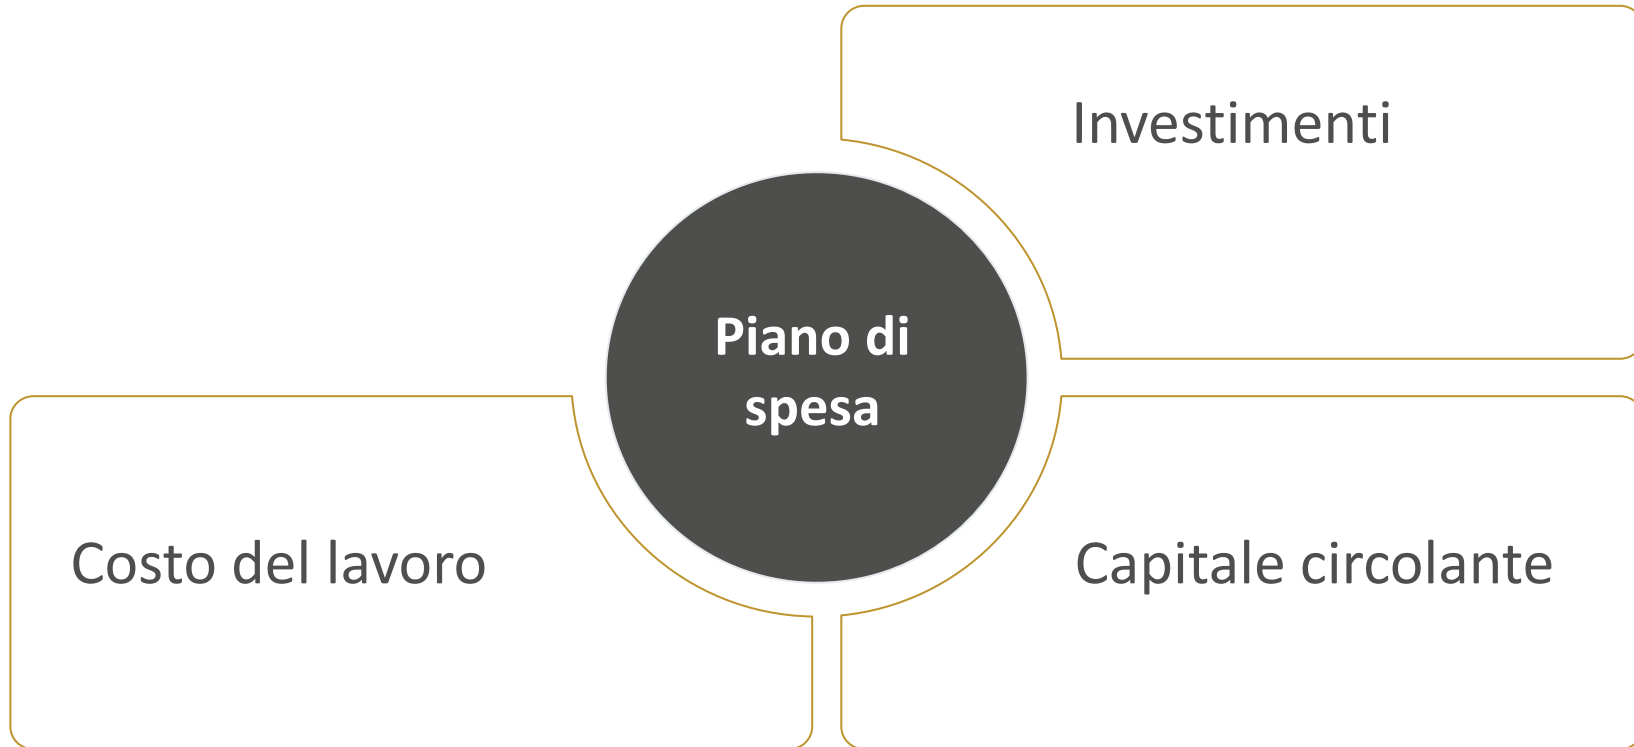 Investimenti
Piano di
spesa
Costo del lavoro
Capitale circolante